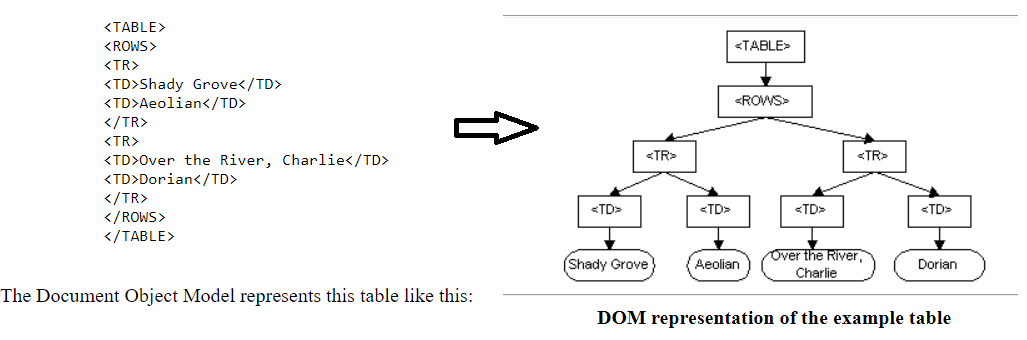 <TABLE>
<ROWS>
<TR>
<TD>Shady Grove</TD>
<TD>Aeolian</TD>
</TR>
<TR>
<TD>Over the River, Charlie</TD>
<TD>Dorian</TD>
</TR>
</ROWS>
</TABLE>
The Document Object Model represents this table like this:
<TABLE>
<ROWS>
<TR> <TR>
<TD> <TD> <TD> <TD>
Shady Grove Aeolian Over the River, Charlie Dorian
DOM representation of the example table